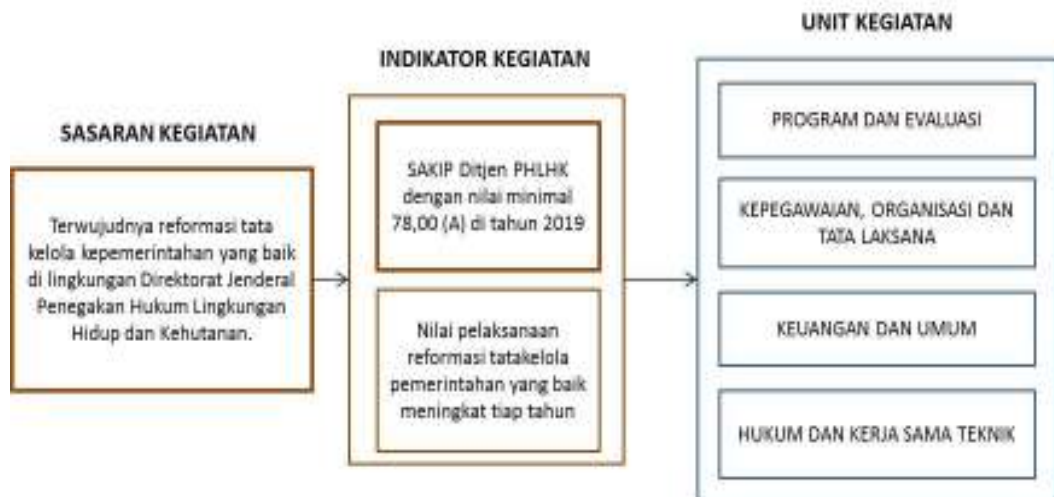 SASARAN KEGIATAN
Terwujudnya reformasi tata
kelola kepemerintahan yang baik
di lingkungan Direktorat Jenderal
Penegakan Hukum Lingkungan
Hidup dan Kehutanan.
INDIKATOR KEGIATAN
SAKIP Ditjen PHLHK
dengan nilai minimal
78,00 (A) di tahun 2019
Nilai pelaksanaan
reformasi tatakelola
pemerintahan yang baik
meningkat tiap tahun
UNIT KEGIATAN
PROGRAM DAN EVALUASI
KEPEGAWAIAN, ORGANISASI DAN
TATA LAKSANA
KEUANGAN DAN UMUM
HUKUM DAN KERJA SAMA TEKNIK